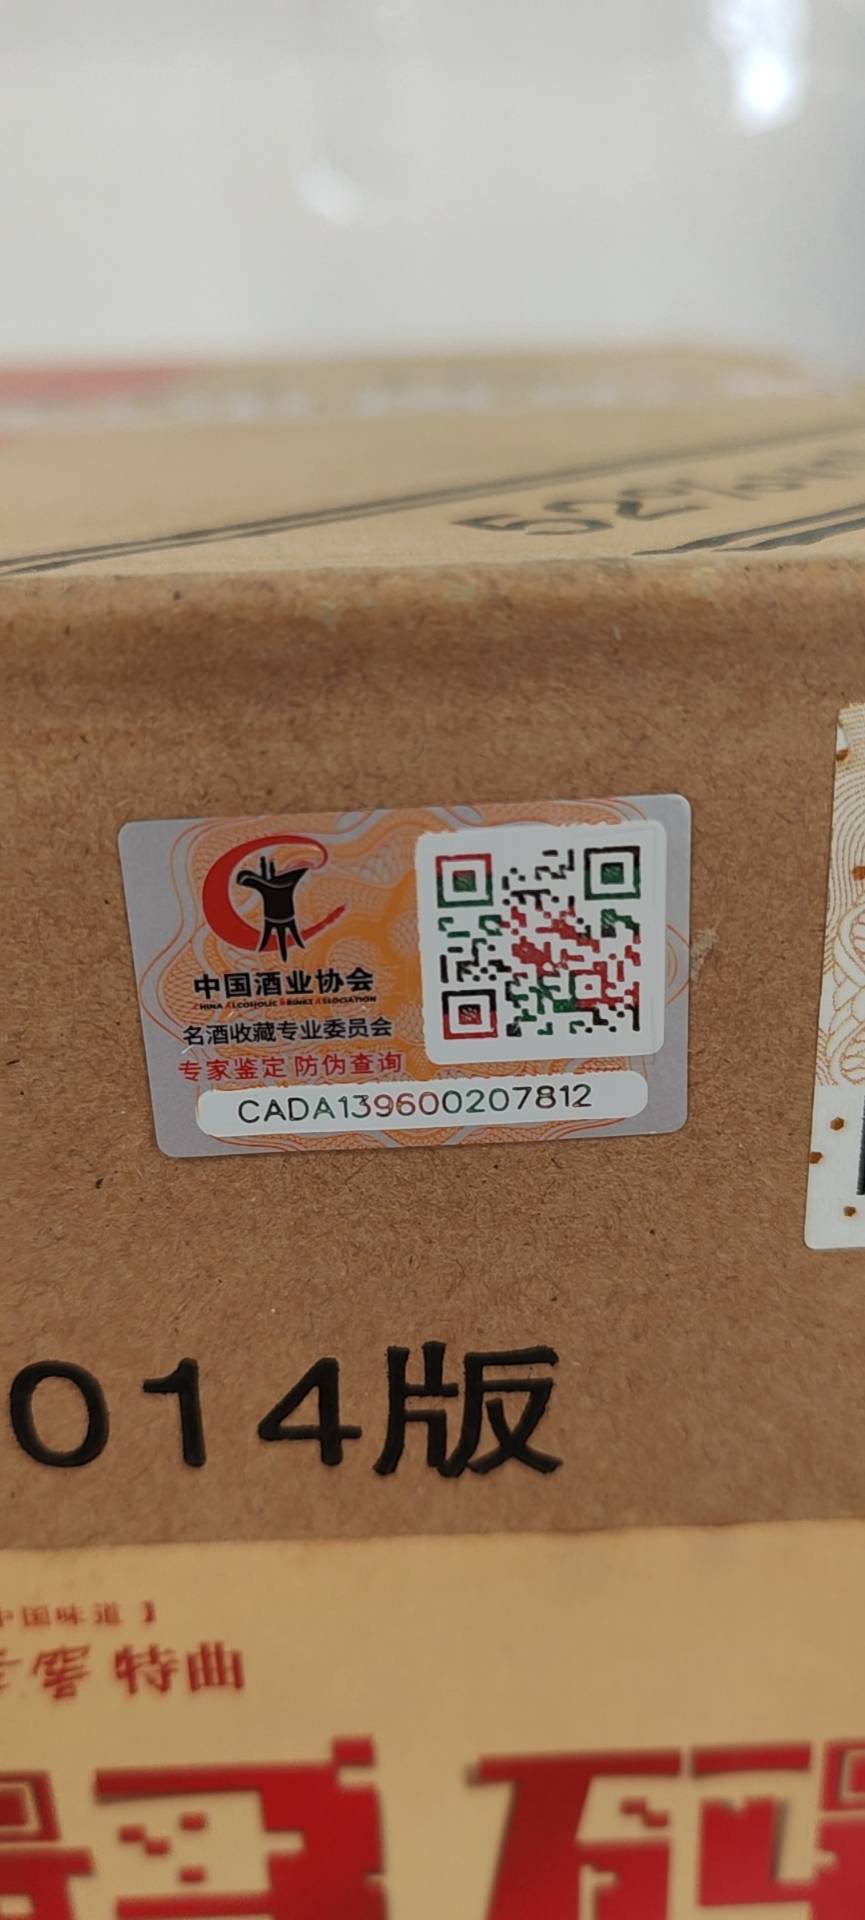 52%vol
中国酒业协会
CHINA ALCOHOLIC DRINKS ASSOCIATION
名酒收藏专业委员会
专家鉴定 防伪查询
CADA139600207812
014版
中国味道】
窖 特曲